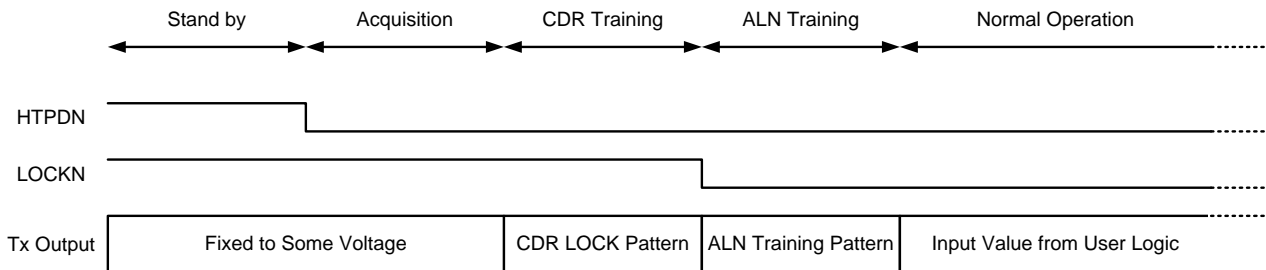 Stand by Acquisition CDR Training ALN Training Normal Operation
HTPDN
LOCKN
Tx Output Fixed to Some Voltage CDR LOCK Pattern ALN Training Pattern Input Value from User Logic